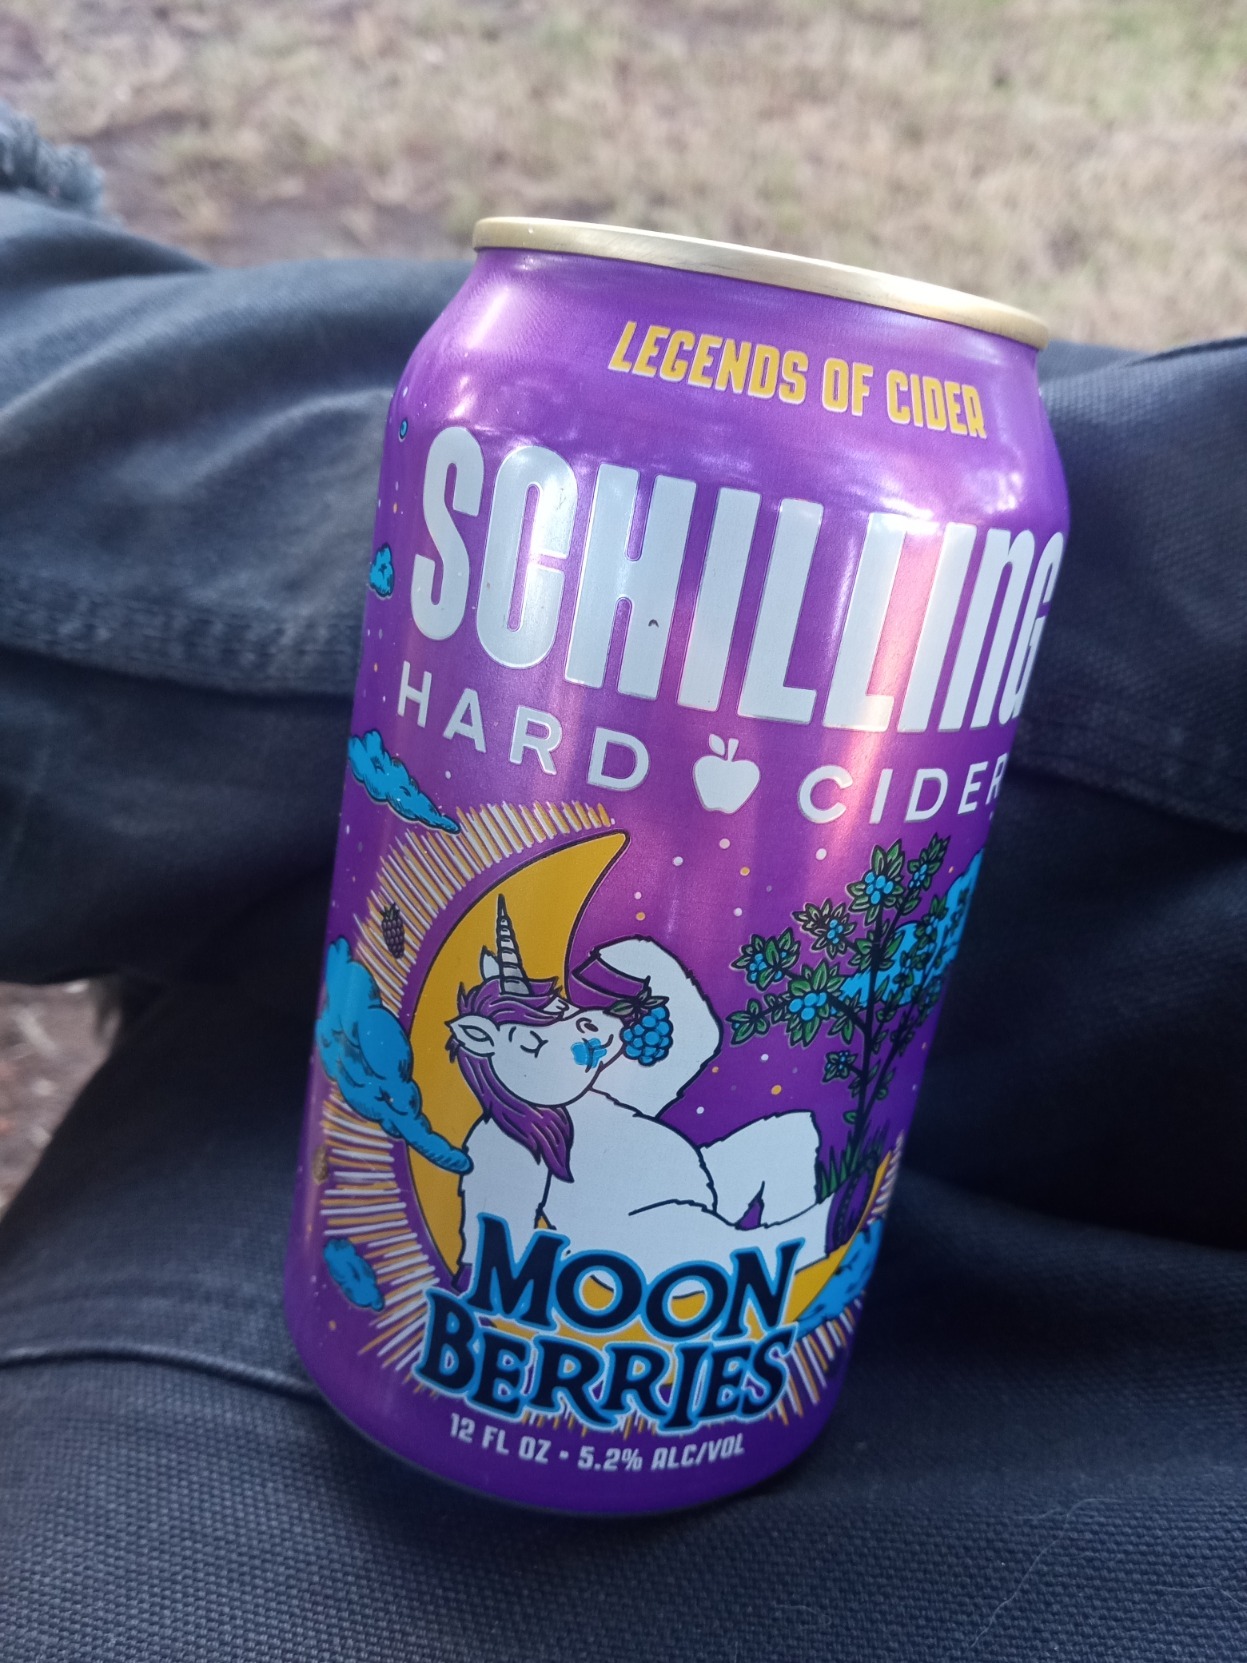 LEGENDS OF CIDER
SCHILLING
HARD CIDER
MOON
BERRIES
12 FL OZ • 5.2% ALC/VOL